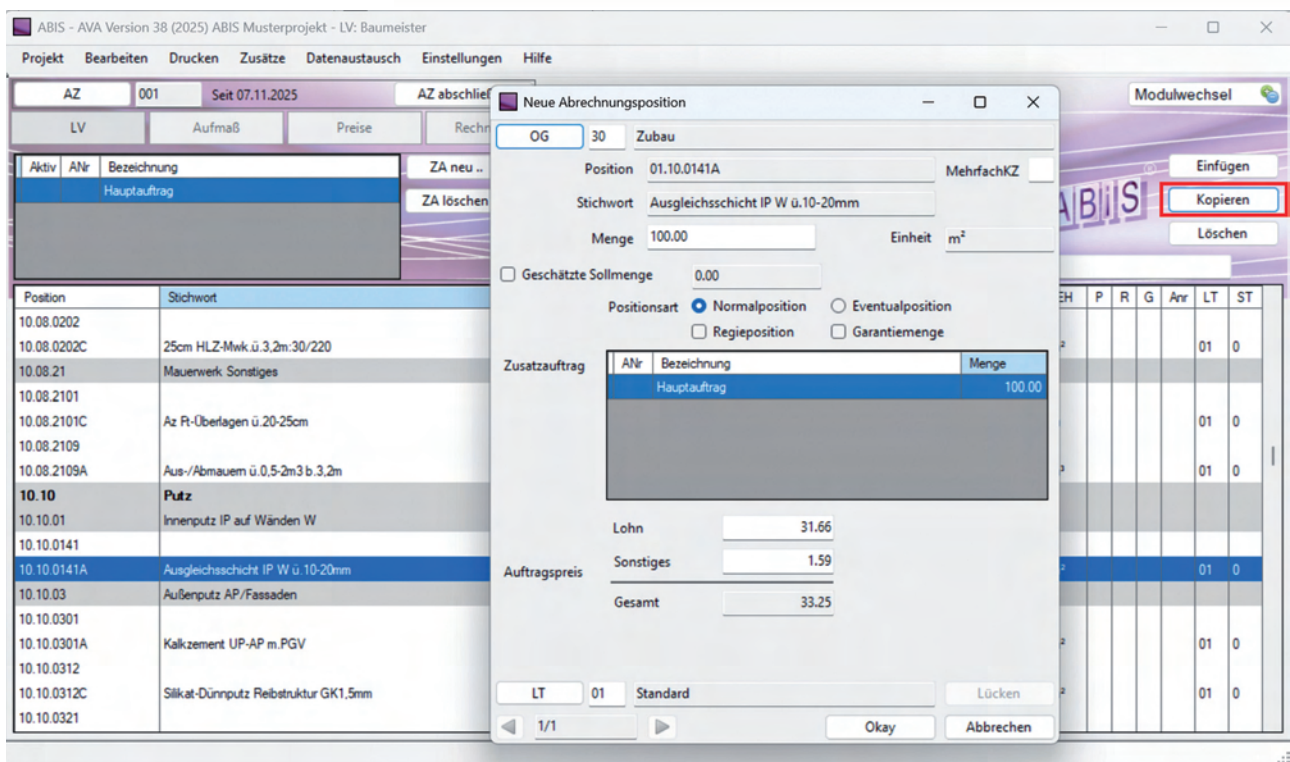 ABIS - AVA Version 38 (2025) ABIS Musterprojekt - LV: Baumeister
Projekt Bearbeiten Drucken Zusätze Datenaustausch Einstellungen Hilfe
AZ 001 Seit 07.11.2025 AZ abschließ
Modulwechsel
LV Aufmaß Preise Rechn
Aktiv ANr Bezeichnung
Hauptauftrag
ZA neu ..
ZA löschen
ABIS
Einfügen
Kopieren
Löschen
Neue Abrechnungsposition
OG 30 Zubau
Position 01.10.0141A MehrfachKZ
Stichwort Ausgleichsschicht IP W ü.10-20mm
Menge 100.00 Einheit m²
Geschätzte Sollmenge 0.00
Positionsart Normalposition Eventualposition
Regieposition Garantiemenge
Zusatzauftrag ANr Bezeichnung Menge
Hauptauftrag 100.00
Lohn 31.66
Sonstiges 1.59
Auftragspreis
Gesamt 33.25
LT 01 Standard Lücken
1/1 Okay Abbrechen
Position Stichwort EH P R G Anr LT ST
10.08.0202
10.08.0202C 25cm HLZ-Mwk.ü.3,2m:30/220 ² 01 0
10.08.21 Mauerwerk Sonstiges
10.08.2101
10.08.2101C Az Ft-Überlagen ü.20-25cm 01 0
10.08.2109
10.08.2109A Aus-/Abmauern ü.0,5-2m3 b.3,2m ³ 01 0
10.10 Putz
10.10.01 Innenputz IP auf Wänden W
10.10.0141
10.10.0141A Ausgleichsschicht IP W ü.10-20mm ² 01 0
10.10.03 Außenputz AP/Fassaden
10.10.0301
10.10.0301A Kalkzement UP-AP m.PGV ² 01 0
10.10.0312
10.10.0312C Silikat-Dünnputz Reibstruktur GK1,5mm ² 01 0
10.10.0321